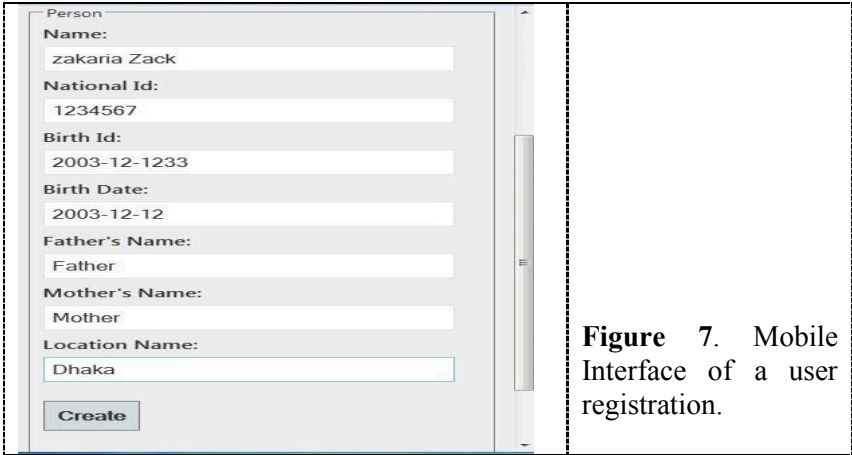 Person
Name:
zakaria Zack
National Id:
1234567
Birth Id:
2003-12-1233
Birth Date:
2003-12-12
Father's Name:
Father
Mother's Name:
Mother
Location Name:
Dhaka
Create
Figure 7. Mobile
Interface of a user
registration.